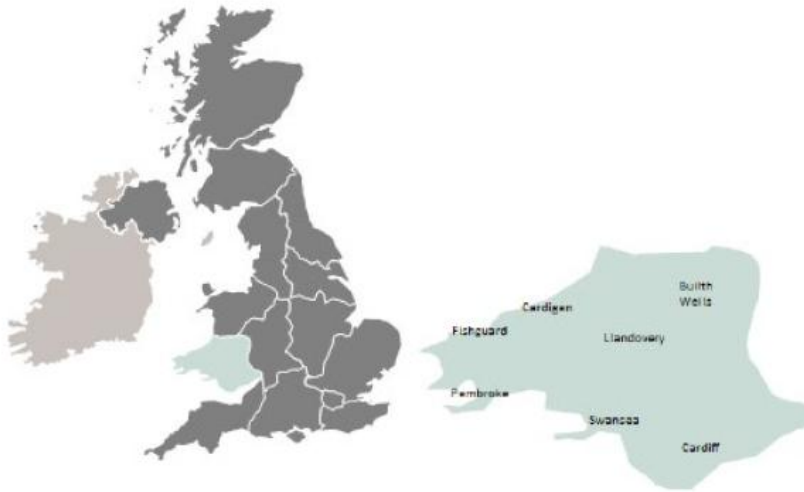 Builth
Wells
Cardigan
Fishguard
Llandovery
Pembroke
Swansea
Cardiff